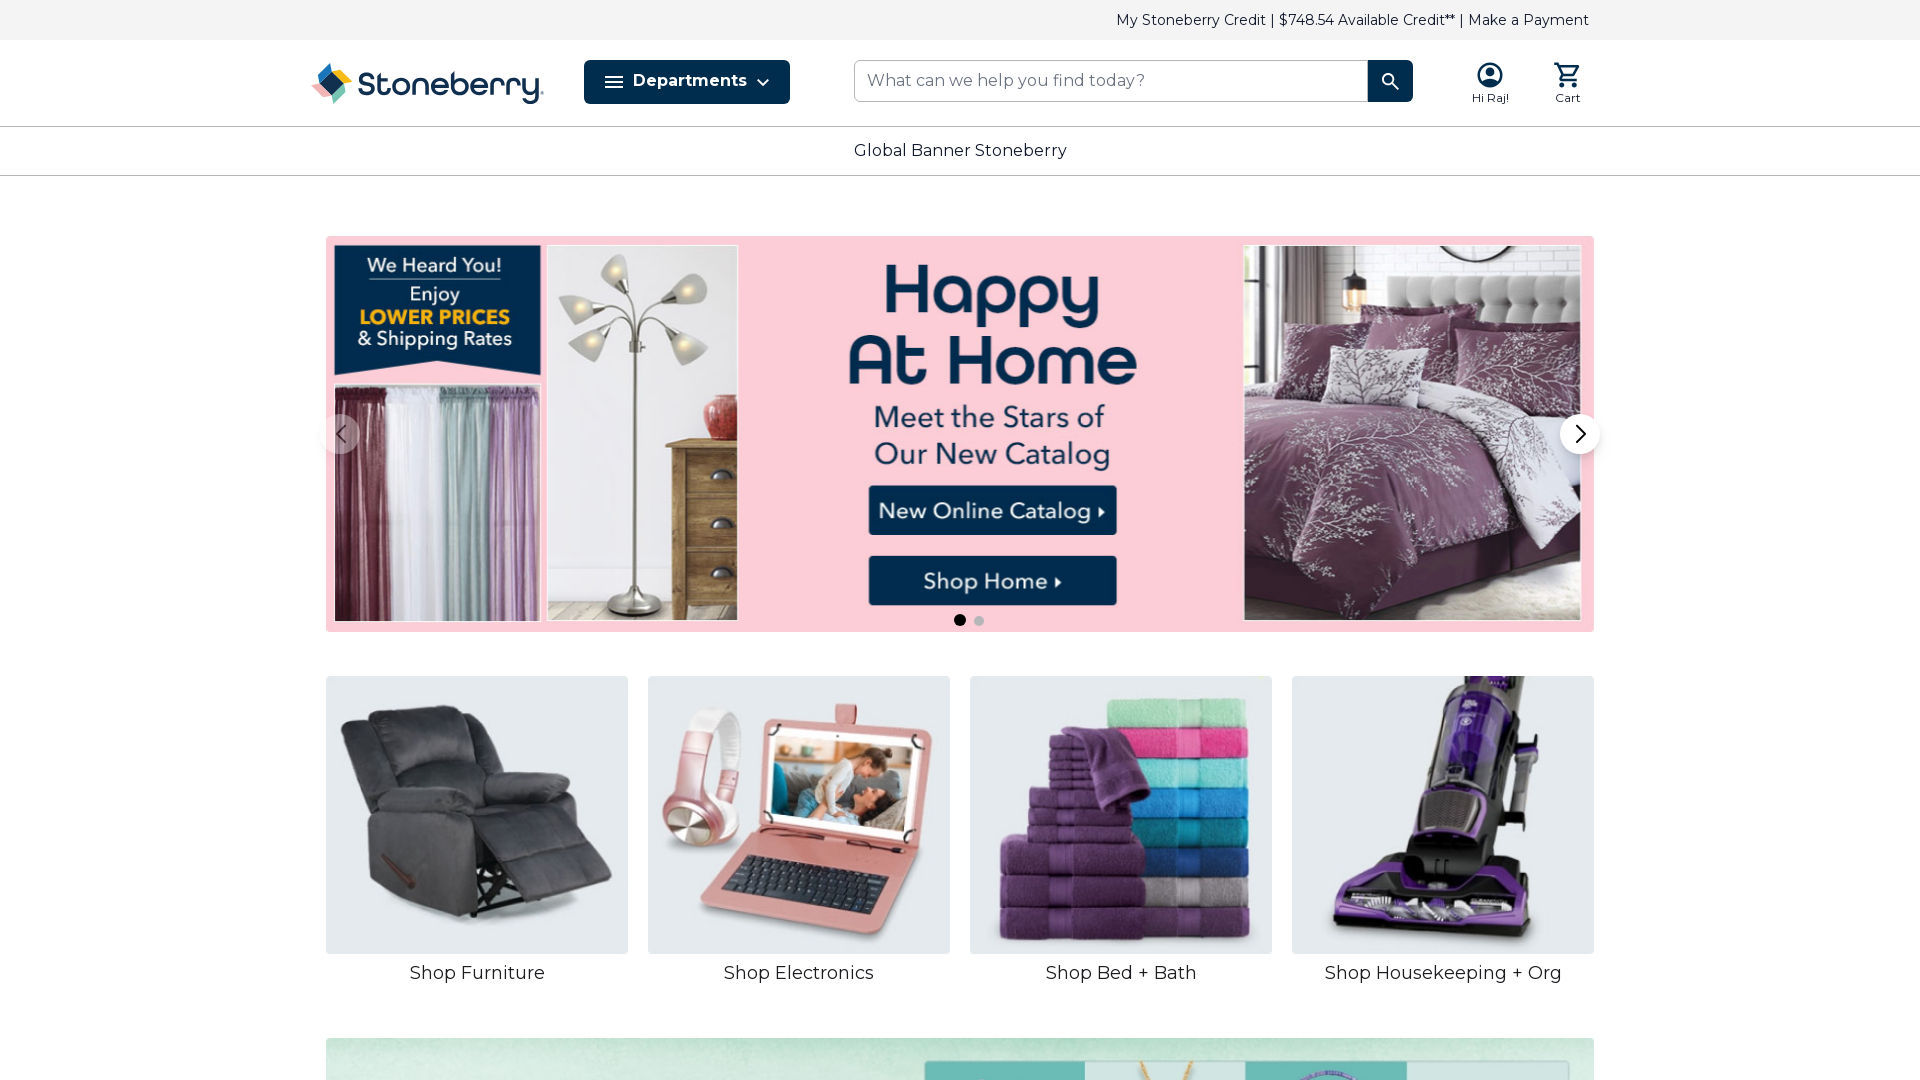 My Stoneberry Credit | $748.54 Available Credit** | Make a Payment
Stoneberry
Departments
What can we help you find today?
Hi Raj!
Cart
Global Banner Stoneberry
We Heard You!
Enjoy
LOWER PRICES
& Shipping Rates
Happy
At Home
Meet the Stars of
Our New Catalog
New Online Catalog
Shop Home
Shop Furniture
Shop Electronics
Shop Bed + Bath
Shop Housekeeping + Org